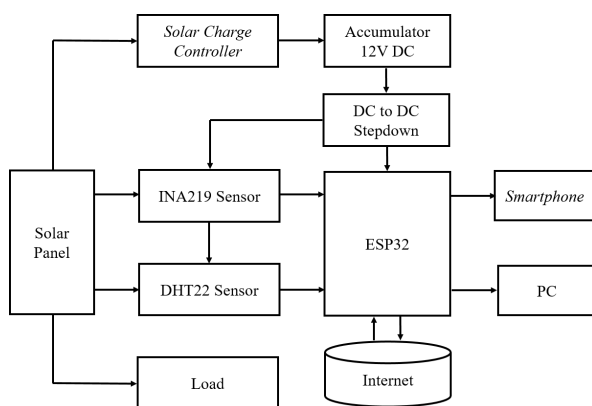 Solar Charge
Controller
Accumulator
12V DC
DC to DC
Stepdown
Solar
Panel
INA219 Sensor
ESP32
Smartphone
DHT22 Sensor
PC
Load
Internet